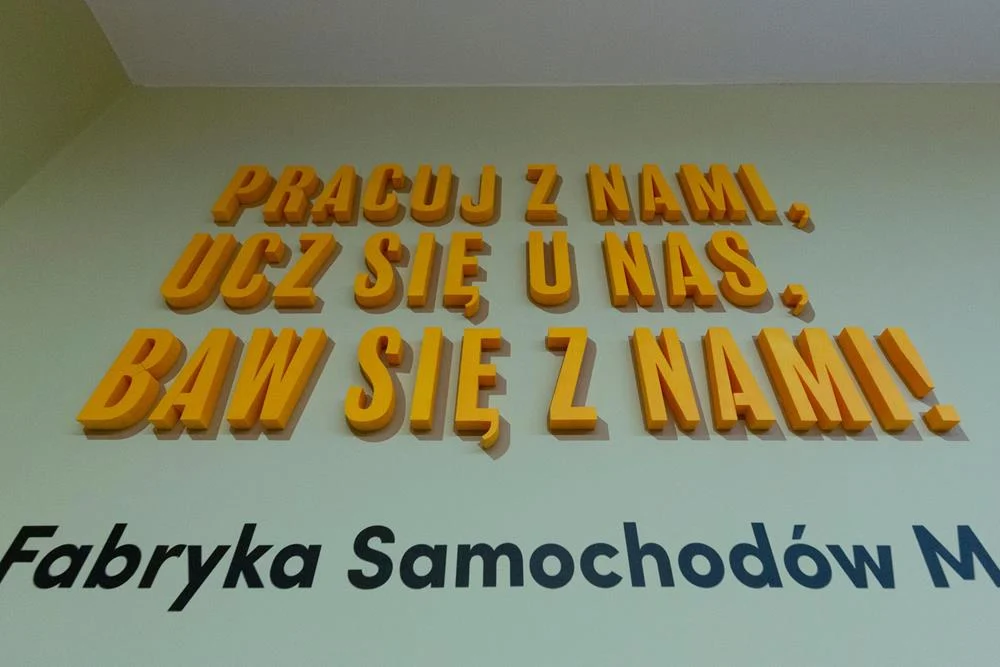 PRACUJ Z NAMI,
UCZ SIĘ U NAS,
BAW SIĘ Z NAMI!
Fabryka Samochodów M